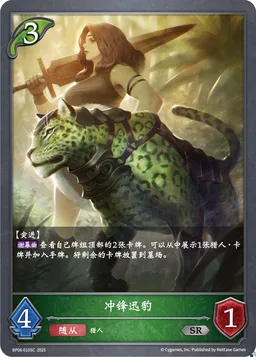 3
【突进】
谢幕曲 查看自己牌组顶部的2张卡牌。可以从中展示1张猎人·卡
牌并加入手牌。将剩余的卡牌放置到墓场。
冲锋迅豹
4
随从 猎人
SR
1
BP06-020SC 2025
© Cygames, Inc. Published by NetEase Games